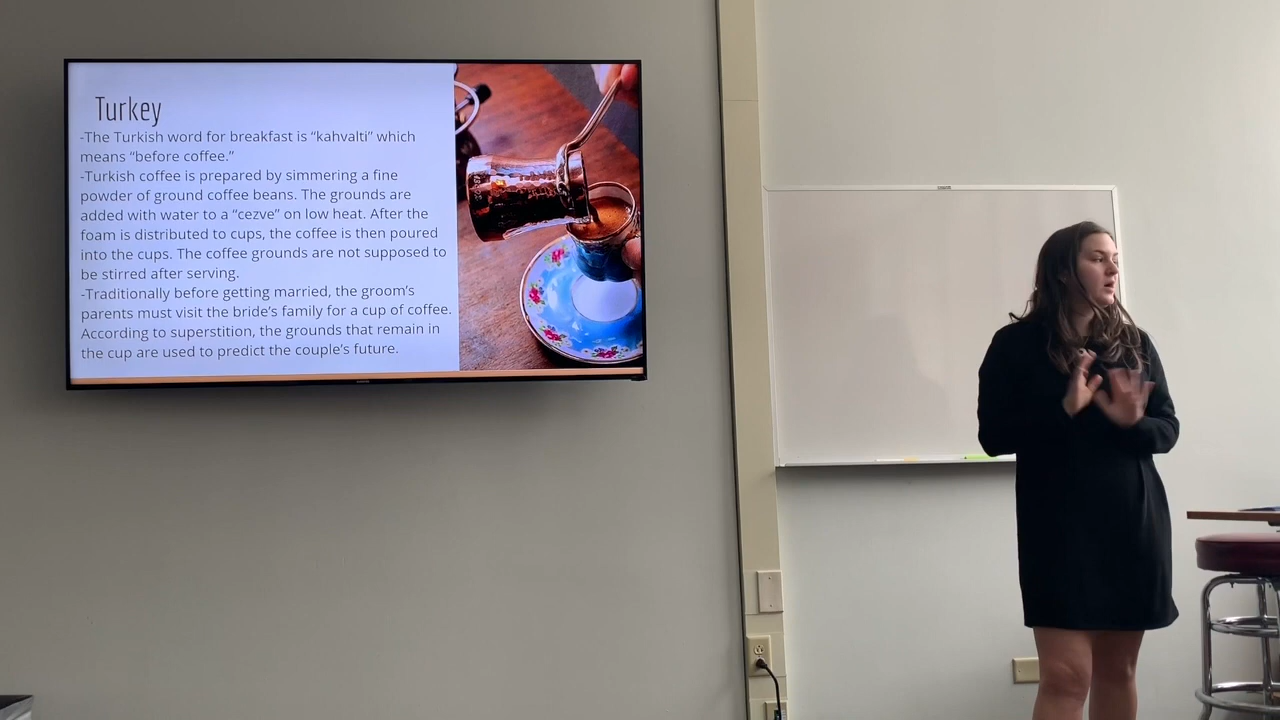 Turkey
-The Turkish word for breakfast is “kahvalti” which
means “before coffee.”
-Turkish coffee is prepared by simmering a fine
powder of ground coffee beans. The grounds are
added with water to a “cezve” on low heat. After the
foam is distributed to cups, the coffee is then poured
into the cups. The coffee grounds are not supposed to
be stirred after serving.
-Traditionally before getting married, the groom’s
parents must visit the bride’s family for a cup of coffee.
According to superstition, the grounds that remain in
the cup are used to predict the couple’s future.